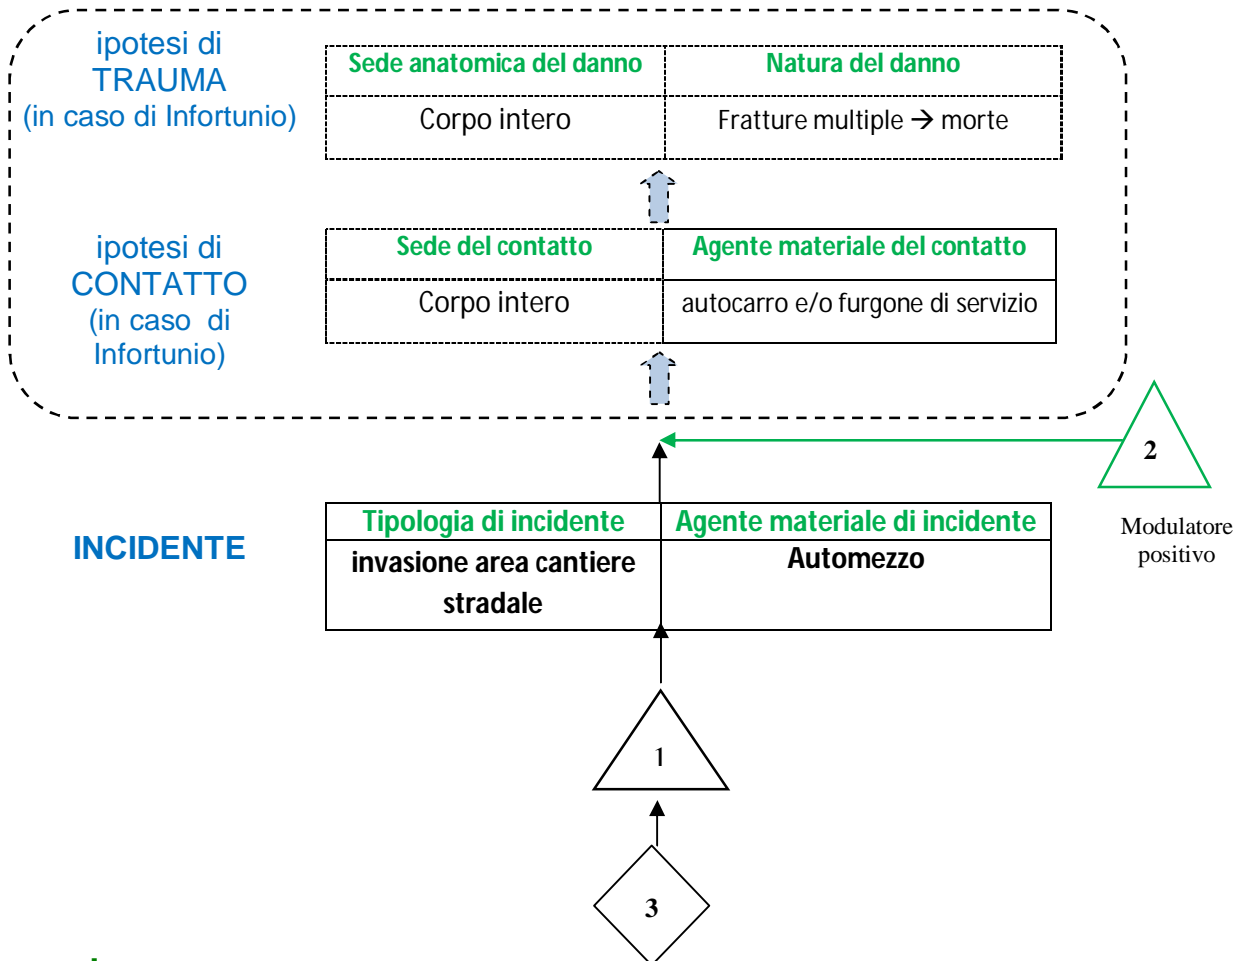 ipotesi di
TRAUMA
(in caso di Infortunio)
Sede anatomica del danno
Natura del danno
Corpo intero
Fratture multiple → morte
ipotesi di
CONTATTO
(in caso di
Infortunio)
Sede del contatto
Agente materiale del contatto
Corpo intero
autocarro e/o furgone di servizio
2
Modulatore
positivo
INCIDENTE
Tipologia di incidente
Agente materiale di incidente
invasione area cantiere
stradale
Automezzo
1
3